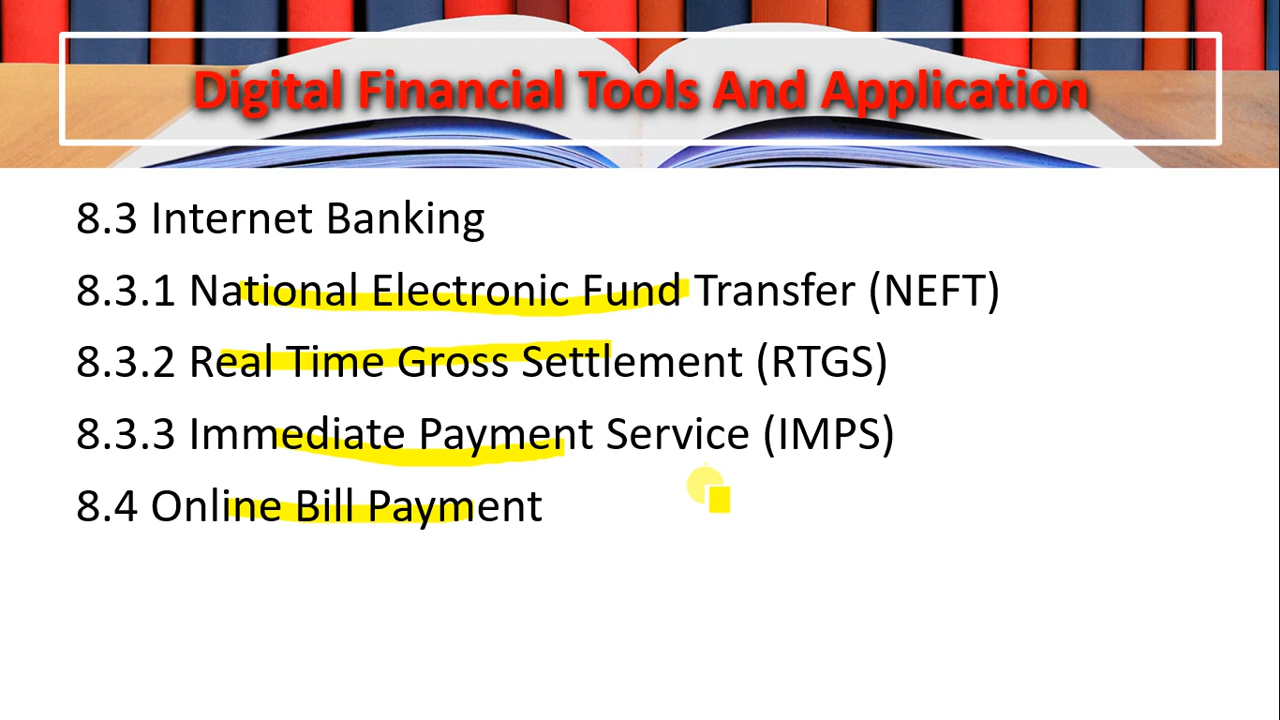 Digital Financial Tools And Application
8.3 Internet Banking
8.3.1 National Electronic Fund Transfer (NEFT)
8.3.2 Real Time Gross Settlement (RTGS)
8.3.3 Immediate Payment Service (IMPS)
8.4 Online Bill Payment